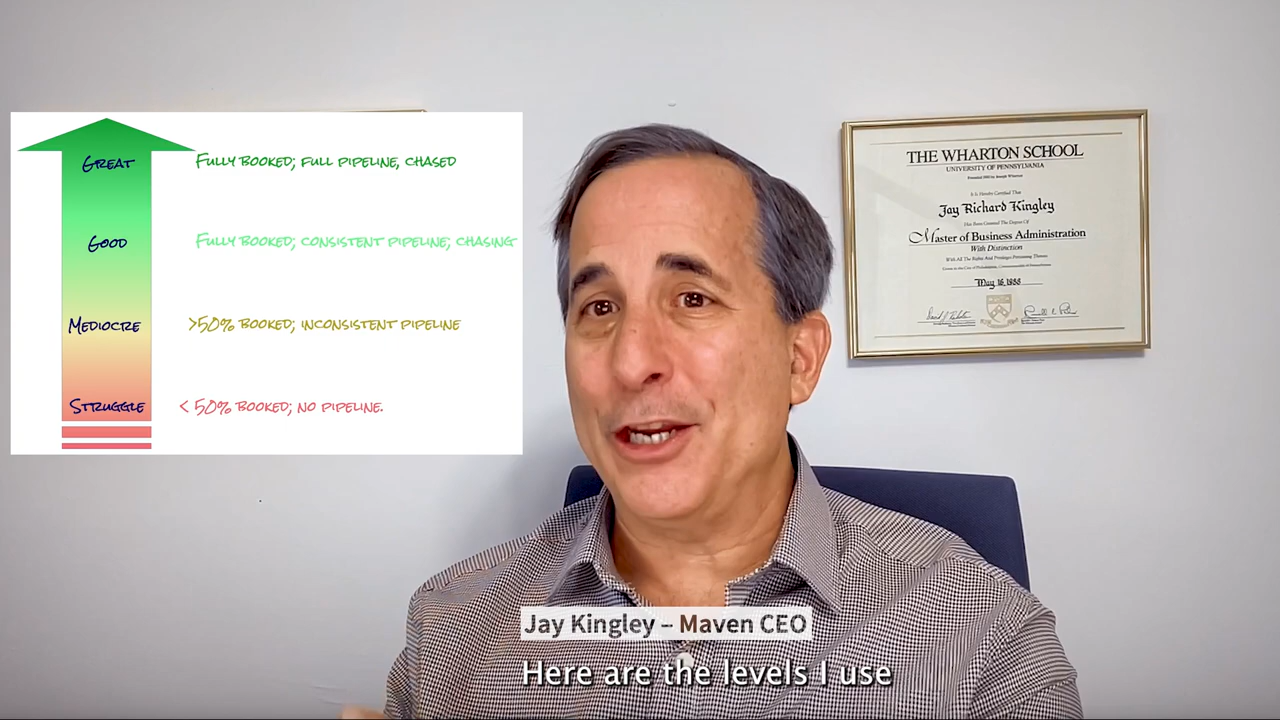 GREAT
FULLY BOOKED; FULL PIPELINE, CHASED
GOOD
FULLY BOOKED; CONSISTENT PIPELINE; CHASING
MEDIOCRE
>50% BOOKED; INCONSISTENT PIPELINE
STRUGGLE
< 50% BOOKED; NO PIPELINE.
THE WHARTON SCHOOL
UNIVERSITY OF PENNSYLVANIA
Jay Richard Kingley
Master of Business Administration
With Distinction
Jay Kingley – Maven CEO
Here are the levels I use